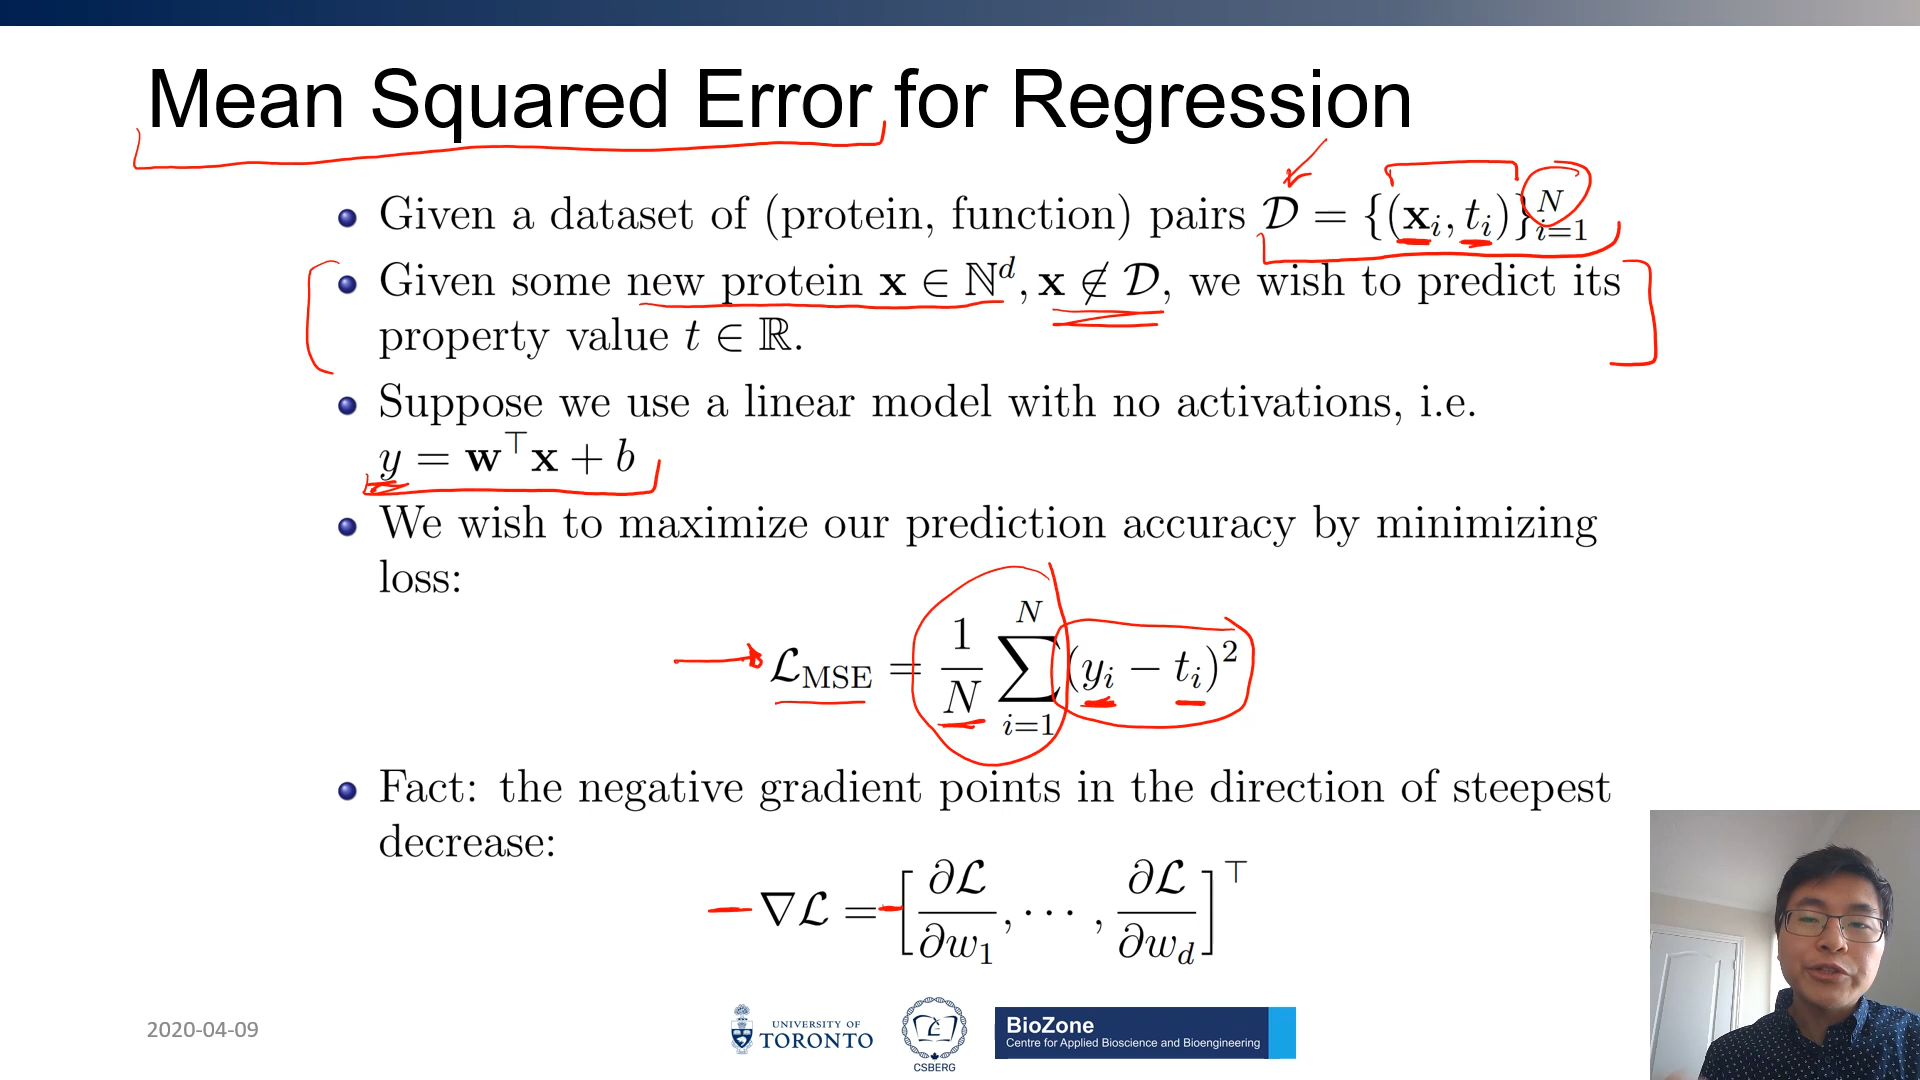 Mean Squared Error for Regression
Given a dataset of (protein, function) pairs 𝒟 = {(𝐱ᵢ, tᵢ)}ᵢ₌₁ᴺ
Given some new protein 𝐱 ∈ ℕᵈ, 𝐱 ∉ 𝒟, we wish to predict its
property value t ∈ ℝ.
Suppose we use a linear model with no activations, i.e.
y = 𝐰^⊤𝐱 + b
We wish to maximize our prediction accuracy by minimizing
loss:
ℒ_MSE = 1/N ∑ᵢ₌₁ᴺ (yᵢ − tᵢ)²
Fact: the negative gradient points in the direction of steepest
decrease:
−∇ℒ = −[∂ℒ/∂w₁, ⋯ , ∂ℒ/∂w_d]^⊤
2020-04-09
UNIVERSITY OF
TORONTO
CSBERG
BioZone
Centre for Applied Bioscience and Bioengineering